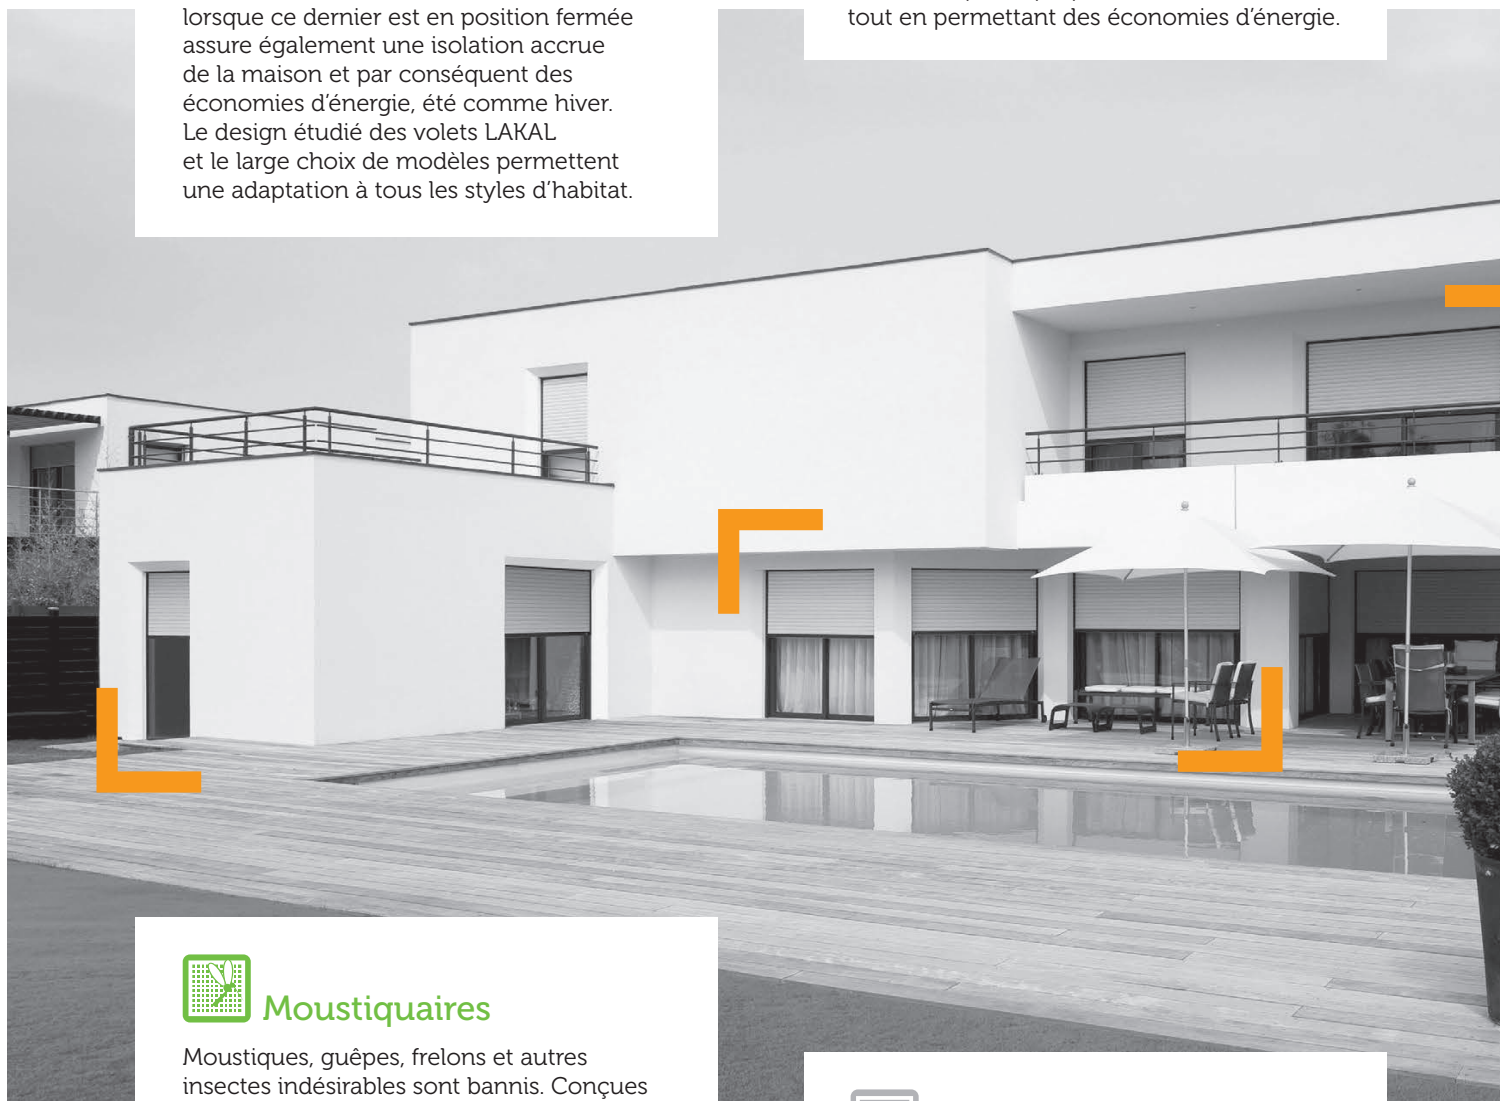 lorsque ce dernier est en position fermée
assure également une isolation accrue
de la maison et par conséquent des
économies d’énergie, été comme hiver.
Le design étudié des volets LAKAL
et le large choix de modèles permettent
une adaptation à tous les styles d’habitat.
tout en permettant des économies d’énergie.
Moustiquaires
Moustiques, guêpes, frelons et autres
insectes indésirables sont bannis. Conçues